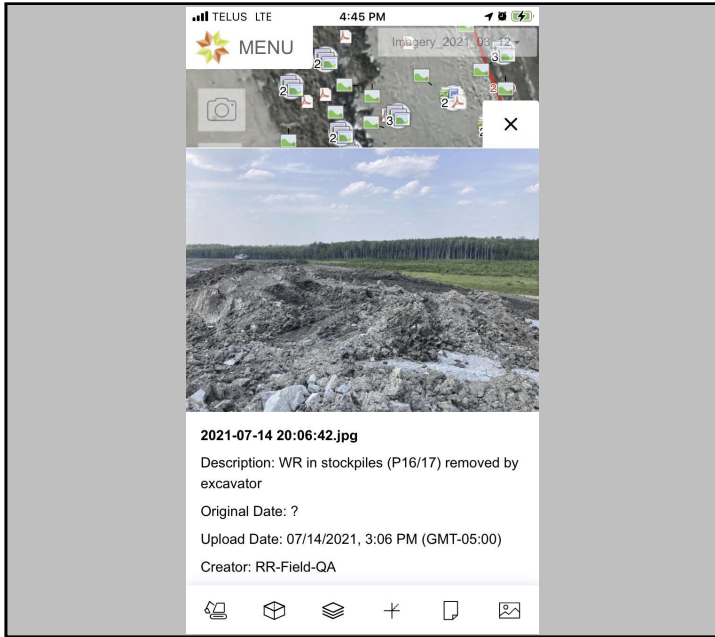 TELUS LTE 4:45 PM
MENU
Imagery_2021_03_12
2
3
2
2
2
3
2
2021-07-14 20:06:42.jpg
Description: WR in stockpiles (P16/17) removed by
excavator
Original Date: ?
Upload Date: 07/14/2021, 3:06 PM (GMT-05:00)
Creator: RR-Field-QA